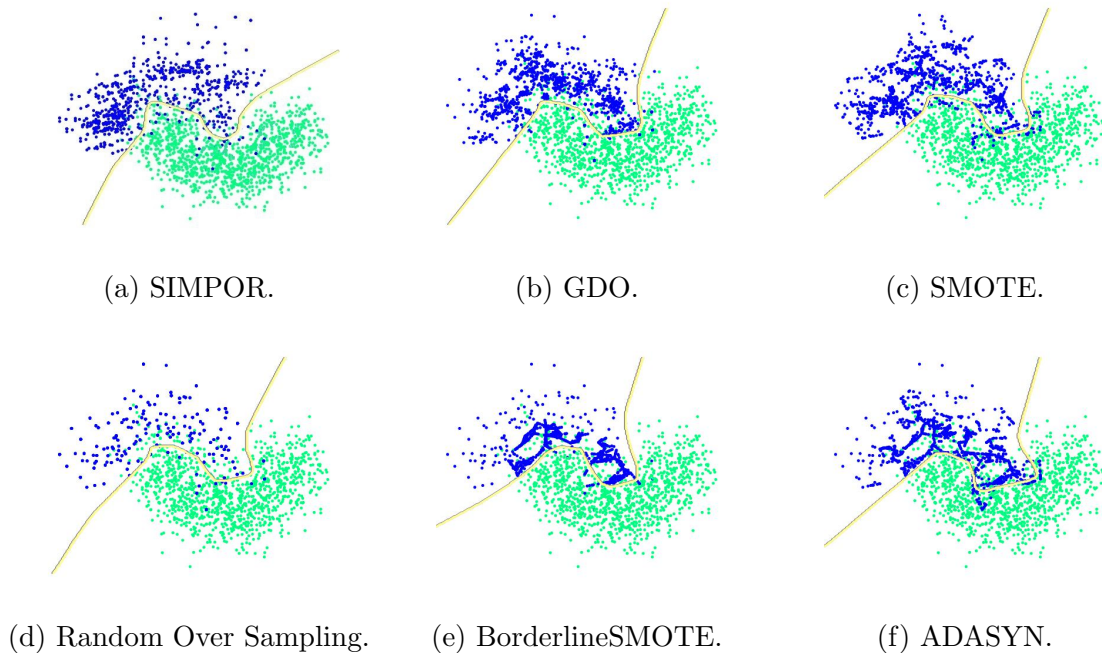 (a) SIMPOR.
(b) GDO.
(c) SMOTE.
(d) Random Over Sampling.
(e) BorderlineSMOTE.
(f) ADASYN.